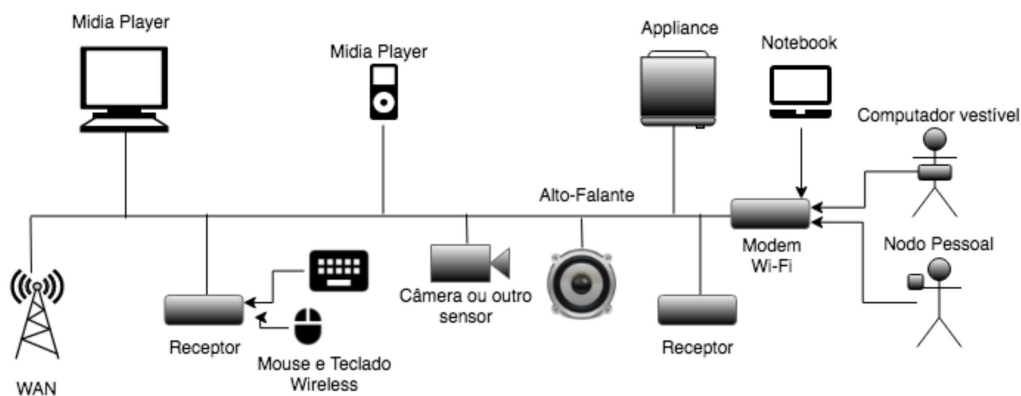 Midia Player
Midia Player
Appliance
Notebook
Computador vestível
Alto-Falante
Modem
Wi-Fi
Nodo Pessoal
Câmera ou outro
sensor
Receptor
Mouse e Teclado
Wireless
Receptor
WAN